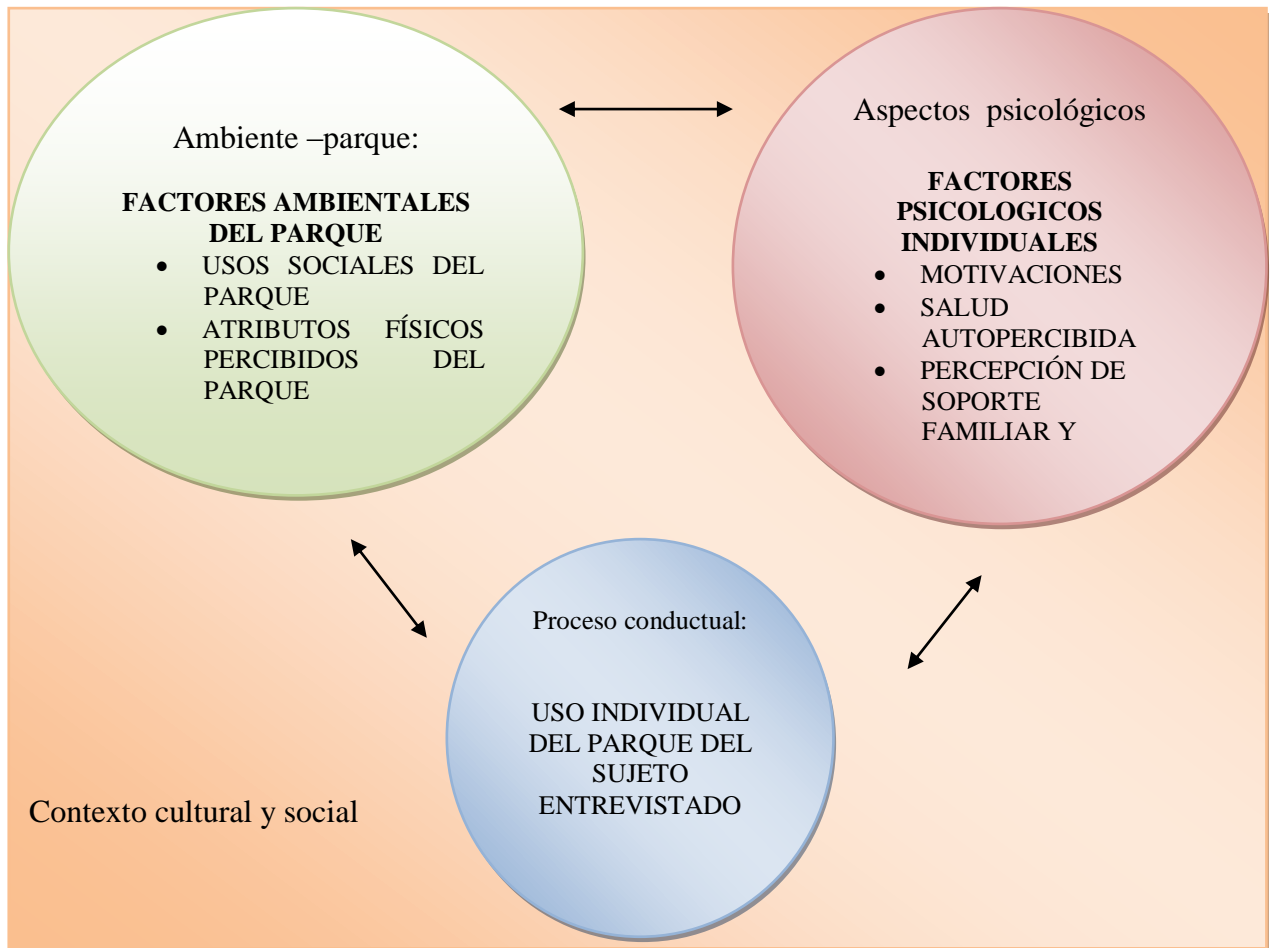 Ambiente –parque:
FACTORES AMBIENTALES
DEL PARQUE
• USOS SOCIALES DEL
PARQUE
• ATRIBUTOS FÍSICOS
PERCIBIDOS DEL
PARQUE
Aspectos psicológicos
FACTORES
PSICOLOGICOS
INDIVIDUALES
• MOTIVACIONES
• SALUD
AUTOPERCIBIDA
• PERCEPCIÓN DE
SOPORTE
FAMILIAR Y
Proceso conductual:
USO INDIVIDUAL
DEL PARQUE DEL
SUJETO
ENTREVISTADO
Contexto cultural y social